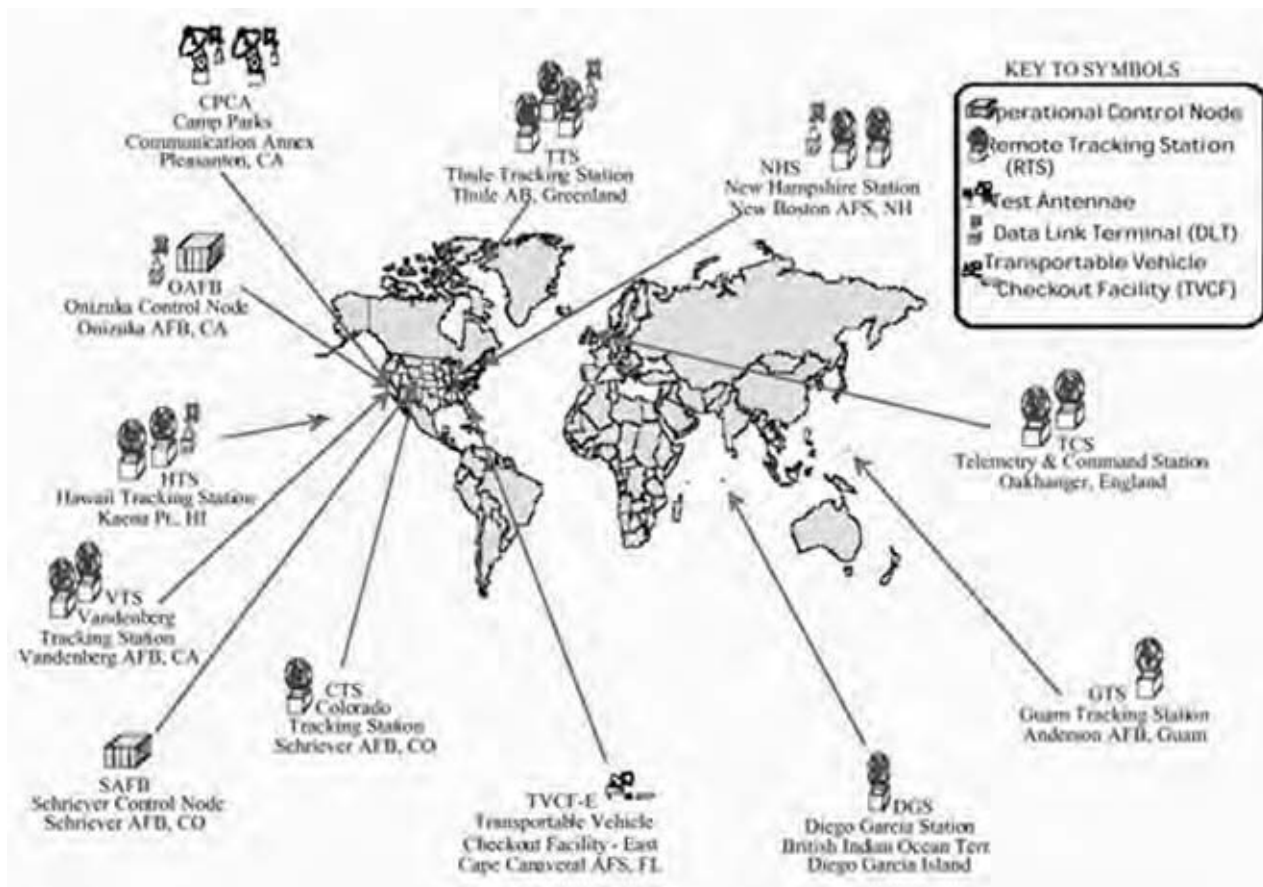 CPCA
Camp Parks
Communication Annex
Pleasanton, CA
TTS
Thule Tracking Station
Thule AB, Greenland
NHS
New Hampshire Station
New Boston AFS, NH
KEY TO SYMBOLS
Operational Control Node
Remote Tracking Station
(RTS)
Test Antennae
Data Link Terminal (DLT)
Transportable Vehicle
Checkout Facility (TVCF)
OAFB
Onizuka Control Node
Onizuka AFB, CA
HTS
Hawaii Tracking Station
Kaena Pt., HI
TCS
Telemetry & Command Station
Oakhanger, England
VTS
Vandenberg
Tracking Station
Vandenberg AFB, CA
CTS
Colorado
Tracking Station
Schriever AFB, CO
GTS
Guam Tracking Station
Anderson AFB, Guam
SAFB
Schriever Control Node
Schriever AFB, CO
TVCF-E
Transportable Vehicle
Checkout Facility - East
Cape Canaveral AFS, FL
DGS
Diego Garcia Station
British Indian Ocean Terr
Diego Garcia Island